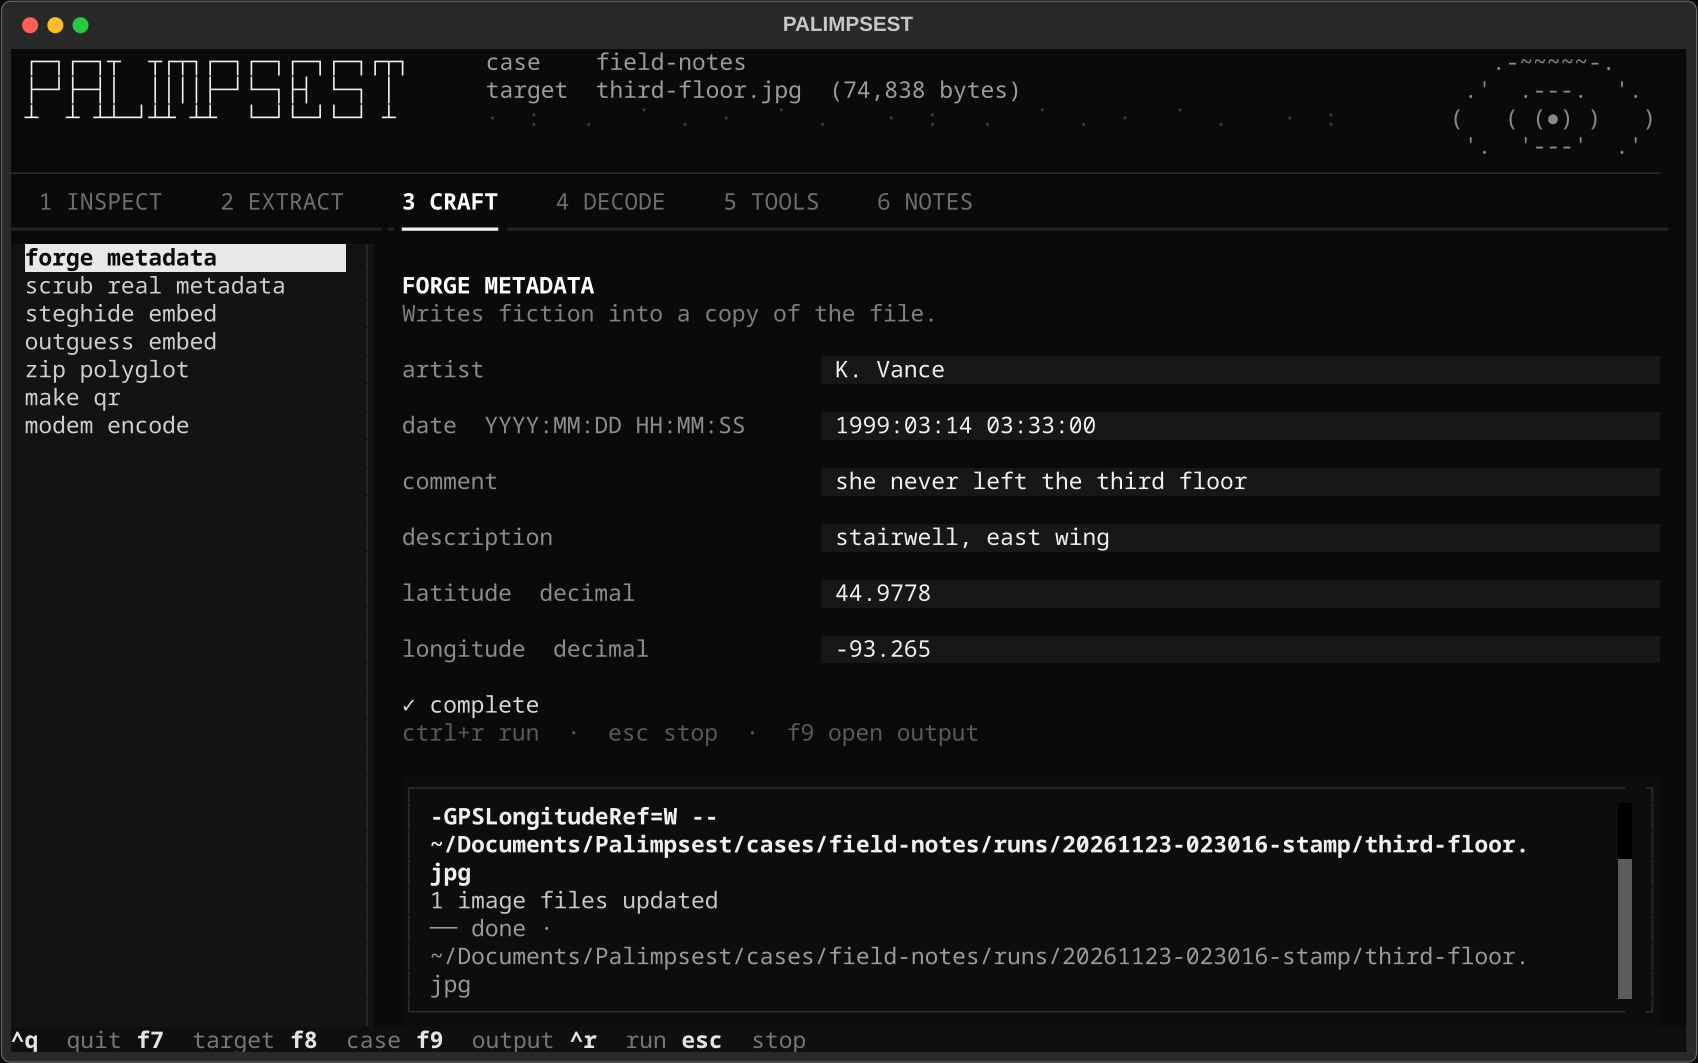 PALIMPSEST
PALIMPSEST
case field-notes
target third-floor.jpg (74,838 bytes)
1 INSPECT 2 EXTRACT 3 CRAFT 4 DECODE 5 TOOLS 6 NOTES
forge metadata
scrub real metadata
steghide embed
outguess embed
zip polyglot
make qr
modem encode
FORGE METADATA
Writes fiction into a copy of the file.
artist K. Vance
date YYYY:MM:DD HH:MM:SS 1999:03:14 03:33:00
comment she never left the third floor
description stairwell, east wing
latitude decimal 44.9778
longitude decimal -93.265
✓ complete
ctrl+r run · esc stop · f9 open output
-GPSLongitudeRef=W --
~/Documents/Palimpsest/cases/field-notes/runs/20261123-023016-stamp/third-floor.
jpg
1 image files updated
── done ·
~/Documents/Palimpsest/cases/field-notes/runs/20261123-023016-stamp/third-floor.
jpg
^q quit f7 target f8 case f9 output ^r run esc stop